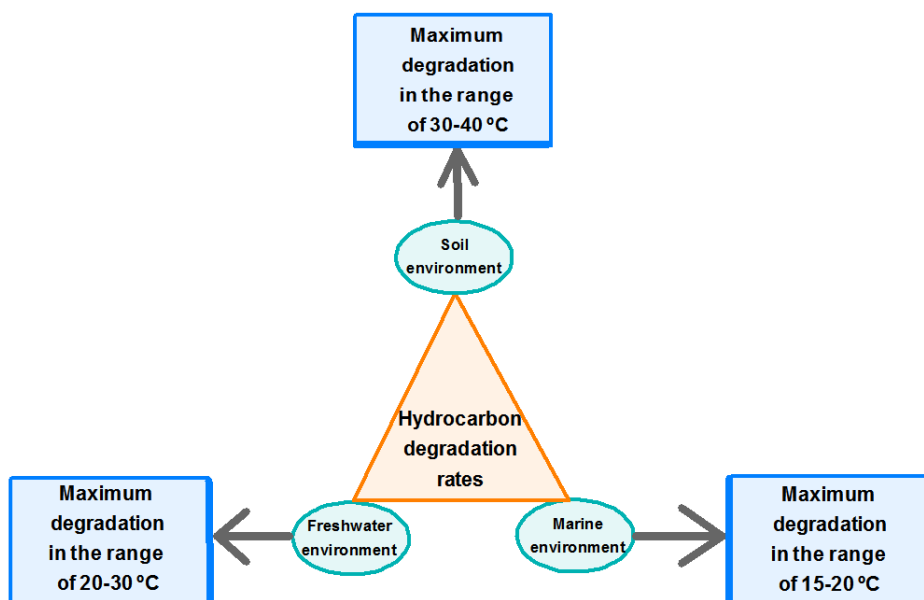 Maximum
degradation
in the range
of 30-40 ºC
Soil
environment
Hydrocarbon
degradation
rates
Maximum
degradation
in the range
of 20-30 ºC
Freshwater
environment
Marine
environment
Maximum
degradation
in the range
of 15-20 ºC